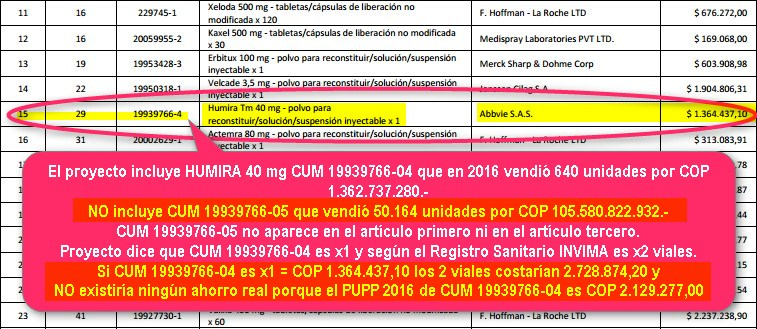 11 16 229745-1 Xeloda 500 mg - tabletas/cápsulas de liberación no modificada x 120 F. Hoffman - La Roche LTD $ 676.272,00
12 16 20059955-2 Kaxel 500 mg - tabletas/cápsulas de liberación no modificada x 30 Medispray Laboratories PVT LTD. $ 169.068,00
13 19 19953428-3 Erbitux 100 mg - polvo para reconstituir/solución/suspensión inyectable x 1 Merck Sharp & Dohme Corp $ 603.908,98
14 22 19950318-1 Velcade 3,5 mg - polvo para reconstituir/solución/suspensión inyectable x 1 $ 1.904.806,31
15 29 19939766-4 Humira Tm 40 mg - polvo para reconstituir/solución/suspensión inyectable x 1 Abbvie S.A.S. $ 1.364.437,10
16 31 20002629-1 Actemra 80 mg - polvo para reconstituir/solución/suspensión inyectable x 1 F. Hoffman - La Roche LTD $ 313.083,91
El proyecto incluye HUMIRA 40 mg CUM 19939766-04 que en 2016 vendió 640 unidades por COP
1.362.737.280.-
NO incluye CUM 19939766-05 que vendió 50.164 unidades por COP 105.580.822.932.-
CUM 19939766-05 no aparece en el artículo primero ni en el artículo tercero.
Proyecto dice que CUM 19939766-04 es x1 y según el Registro Sanitario INVIMA es x2 viales.
Si CUM 19939766-04 es x1 = COP 1.364.437,10 los 2 viales costarían 2.728.874,20 y
NO existiría ningún ahorro real porque el PUPP 2016 de CUM 19939766-04 es COP 2.129.277,00
23 41 19927730-1 x 60 F. Hoffman - La Roche LTD $ 2.237.238,90